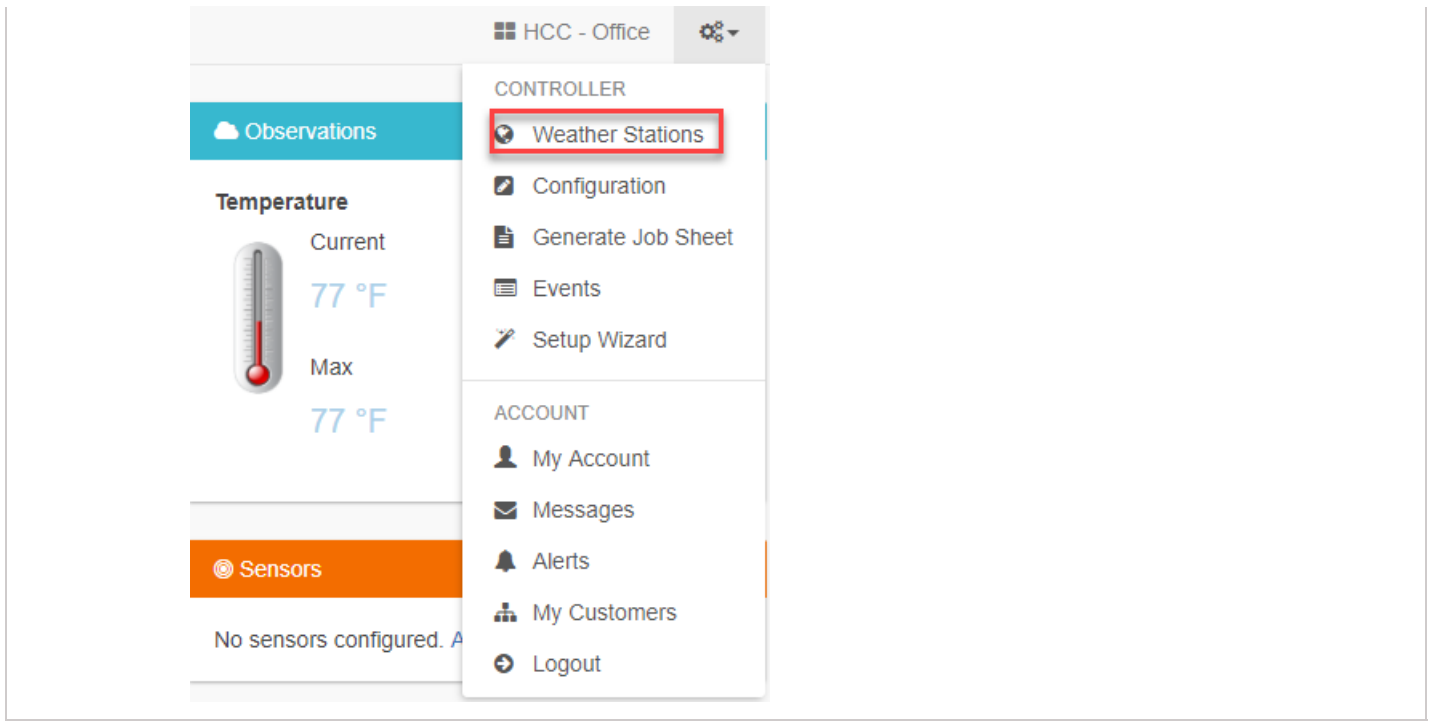 HCC - Office
CONTROLLER
Weather Stations
Configuration
Generate Job Sheet
Events
Setup Wizard
ACCOUNT
My Account
Messages
Alerts
My Customers
Logout
Observations
Temperature
Current
77 °F
Max
77 °F
Sensors
No sensors configured.